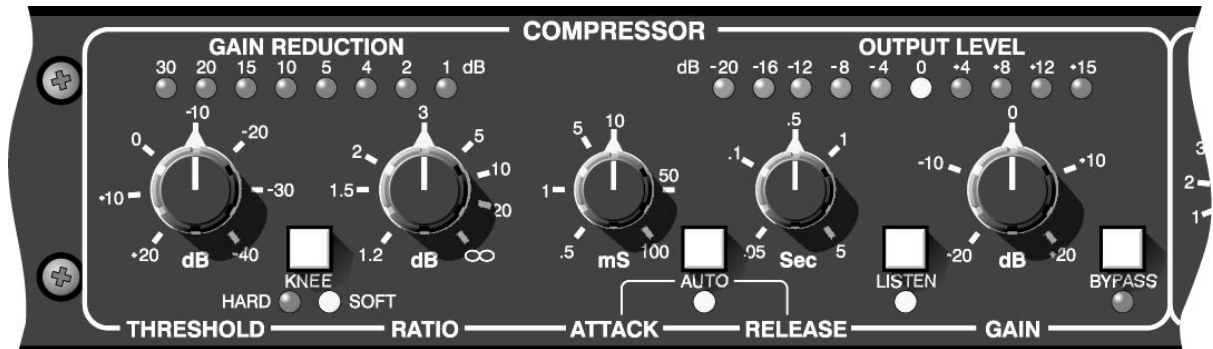 COMPRESSOR
GAIN REDUCTION
OUTPUT LEVEL
30 20 15 10 5 4 2 1 dB
dB -20 -16 -12 -8 -4 0 +4 +8 +12 +15
+20 +10 0 -10 -20 -30 -40
dB
1.2 1.5 2 3 5 10 20 ∞
dB
.5 1 5 10 50 100
mS
.05 .1 .5 1 5
Sec
-20 -10 0 +10 +20
dB
3
2
1
KNEE
HARD SOFT
AUTO
LISTEN
BYPASS
THRESHOLD RATIO ATTACK RELEASE GAIN